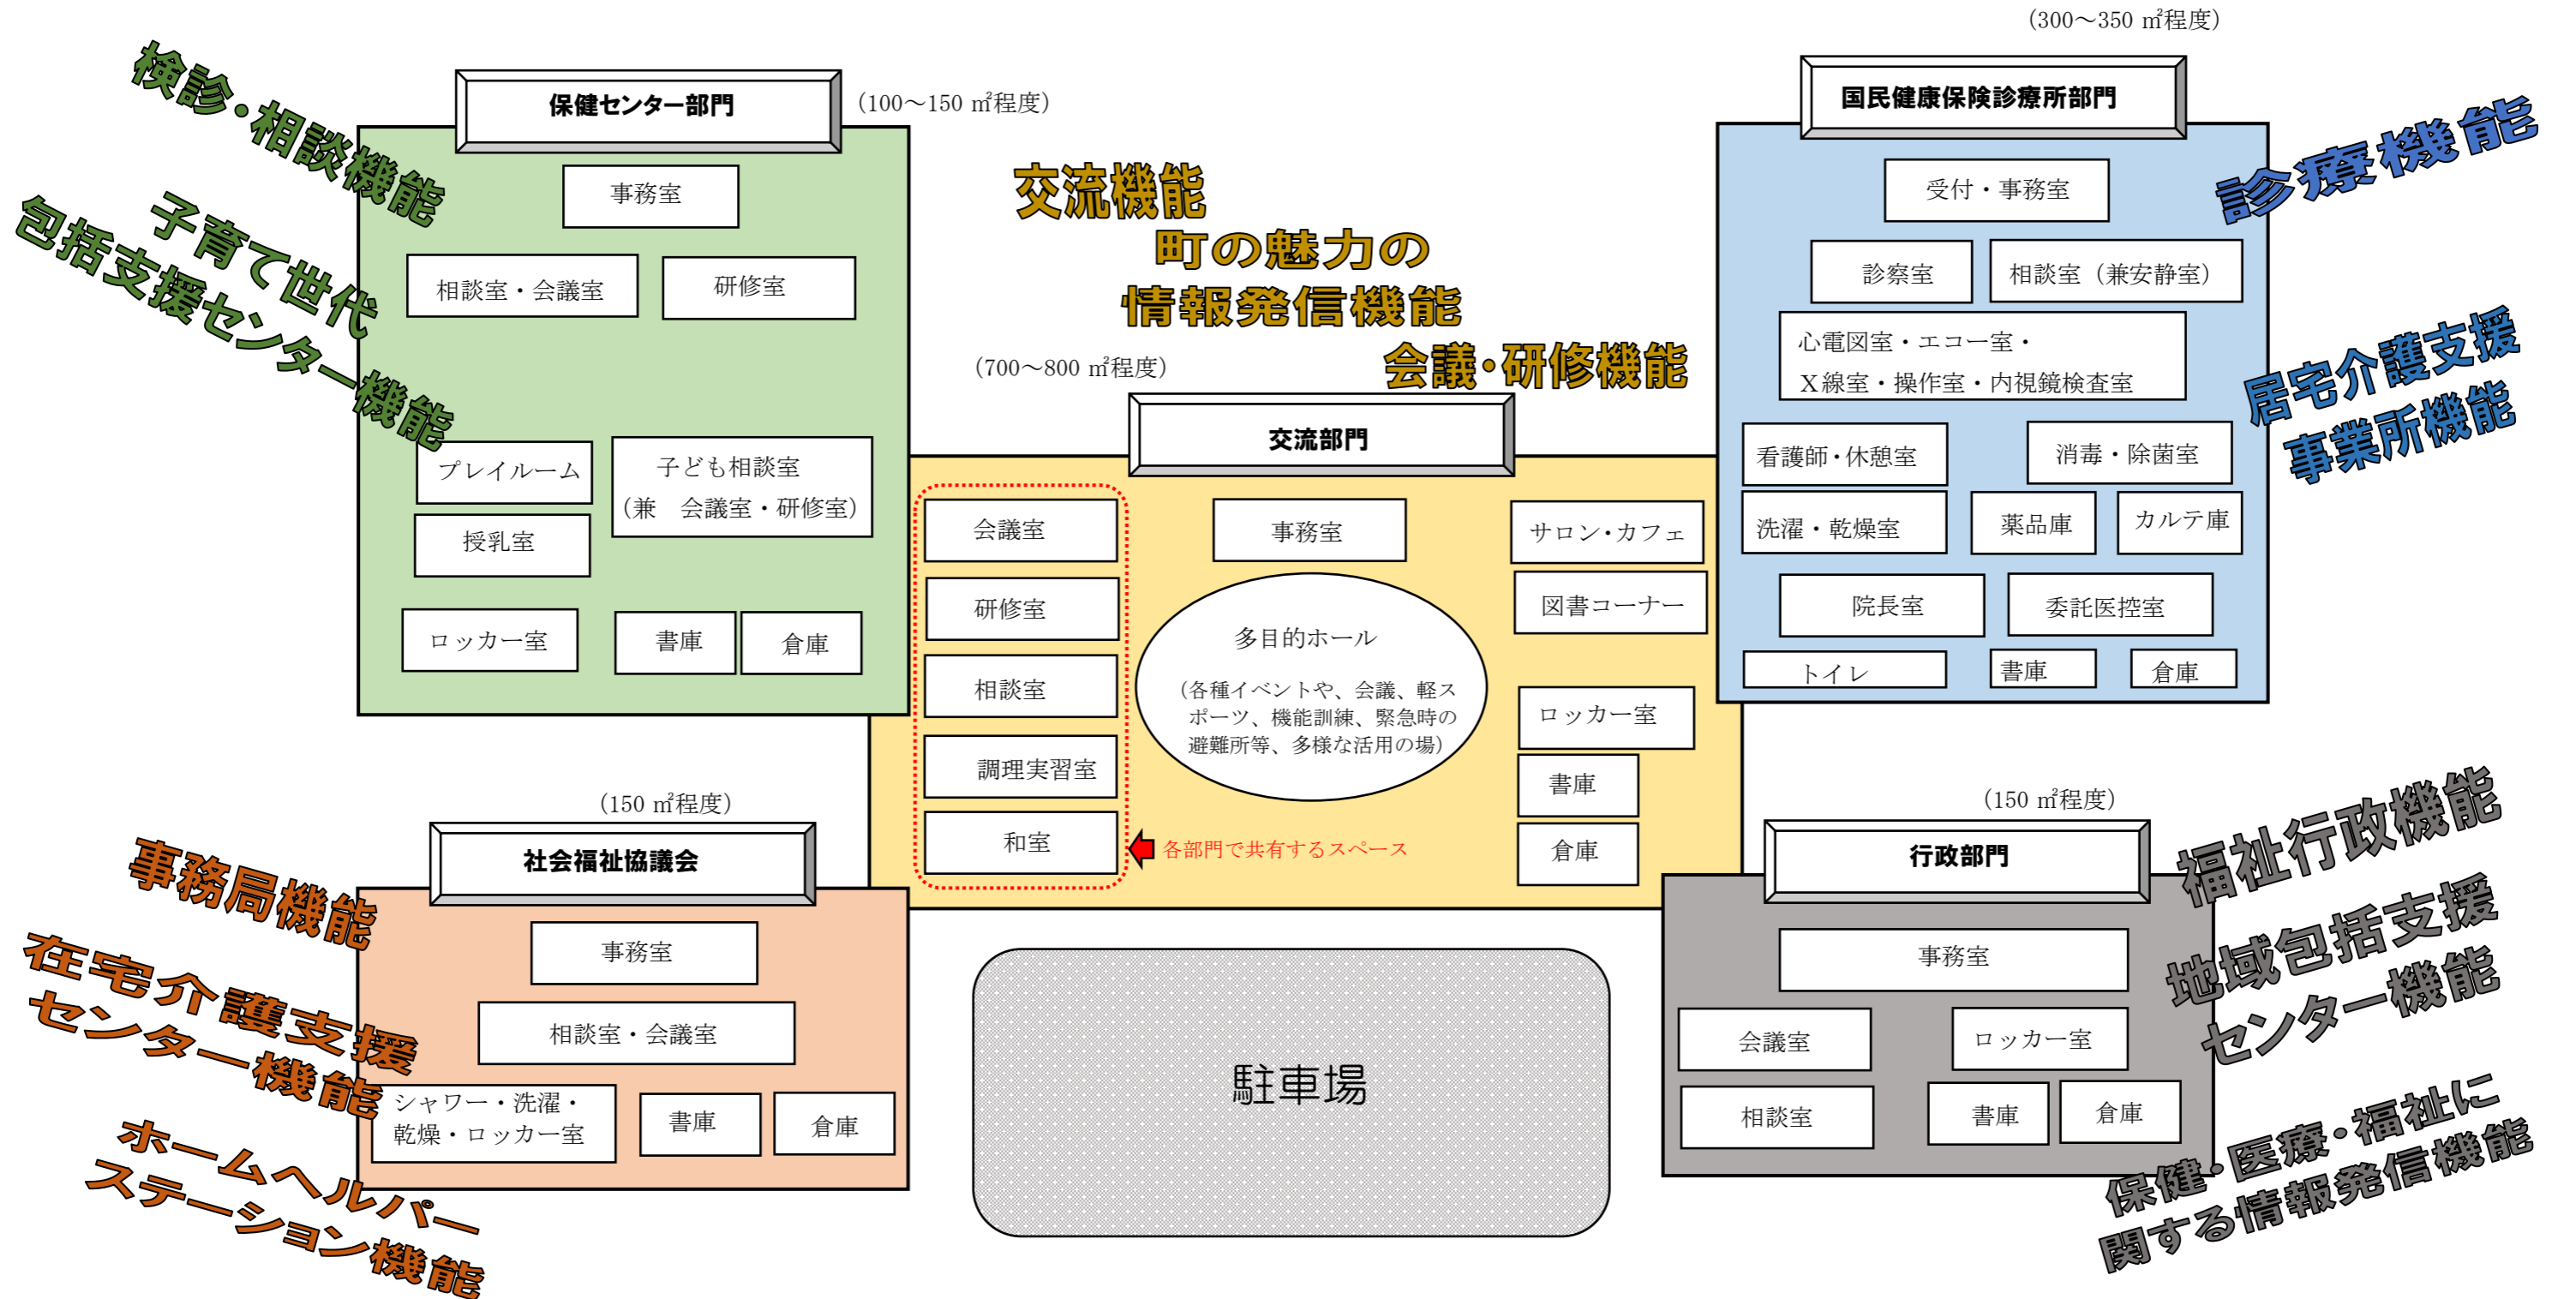 検診・相談機能
子育て世代
包括支援センター機能
保健センター部門
（100～150 ㎡程度）
事務室
相談室・会議室
研修室
プレイルーム
子ども相談室
（兼　会議室・研修室）
授乳室
ロッカー室
書庫
倉庫
交流機能
町の魅力の
情報発信機能
会議・研修機能
（700～800 ㎡程度）
交流部門
会議室
研修室
相談室
調理実習室
和室
各部門で共有するスペース
事務室
多目的ホール
（各種イベントや、会議、軽ス
ポーツ、機能訓練、緊急時の
避難所等、多様な活用の場）
サロン・カフェ
図書コーナー
ロッカー室
書庫
倉庫
（300～350 ㎡程度）
国民健康保険診療所部門
診療機能
居宅介護支援
事業所機能
受付・事務室
診察室
相談室（兼安静室）
心電図室・エコー室・
Ｘ線室・操作室・内視鏡検査室
看護師・休憩室
消毒・除菌室
洗濯・乾燥室
薬品庫
カルテ庫
院長室
委託医控室
トイレ
書庫
倉庫
（150 ㎡程度）
社会福祉協議会
事務局機能
在宅介護支援
センター機能
ホームヘルパー
ステーション機能
事務室
相談室・会議室
シャワー・洗濯・
乾燥・ロッカー室
書庫
倉庫
駐車場
（150 ㎡程度）
行政部門
福祉行政機能
地域包括支援
センター機能
保健・医療・福祉に
関する情報発信機能
事務室
会議室
ロッカー室
相談室
書庫
倉庫